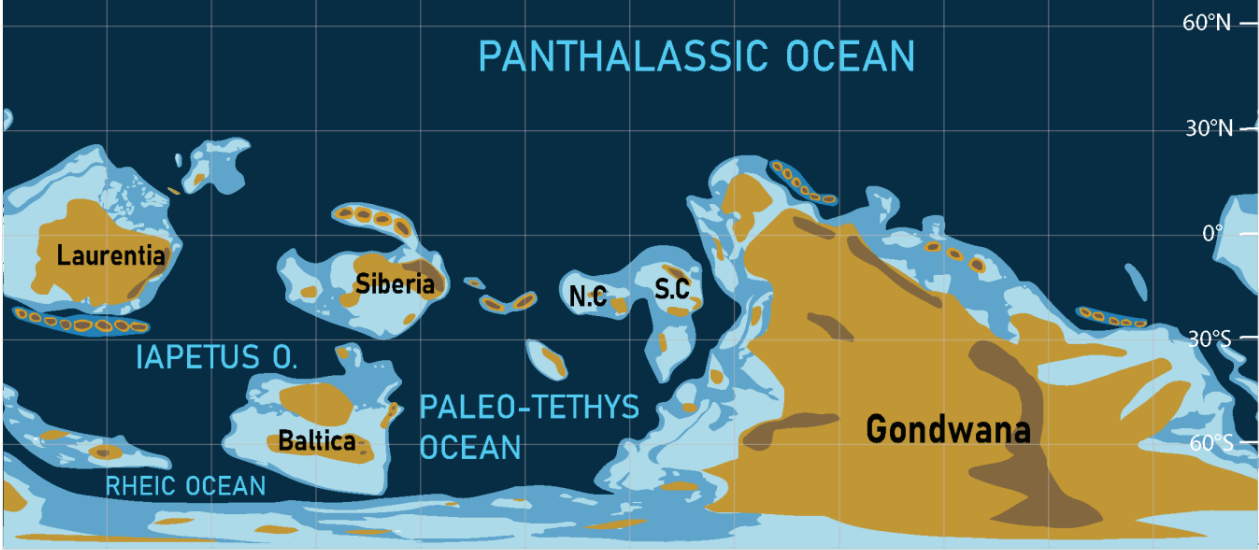 60°N
PANTHALASSIC OCEAN
30°N
0°
Laurentia
Siberia
N.C
S.C
30°S
IAPETUS O.
PALEO-TETHYS
OCEAN
Baltica
Gondwana
60°S
RHEIC OCEAN